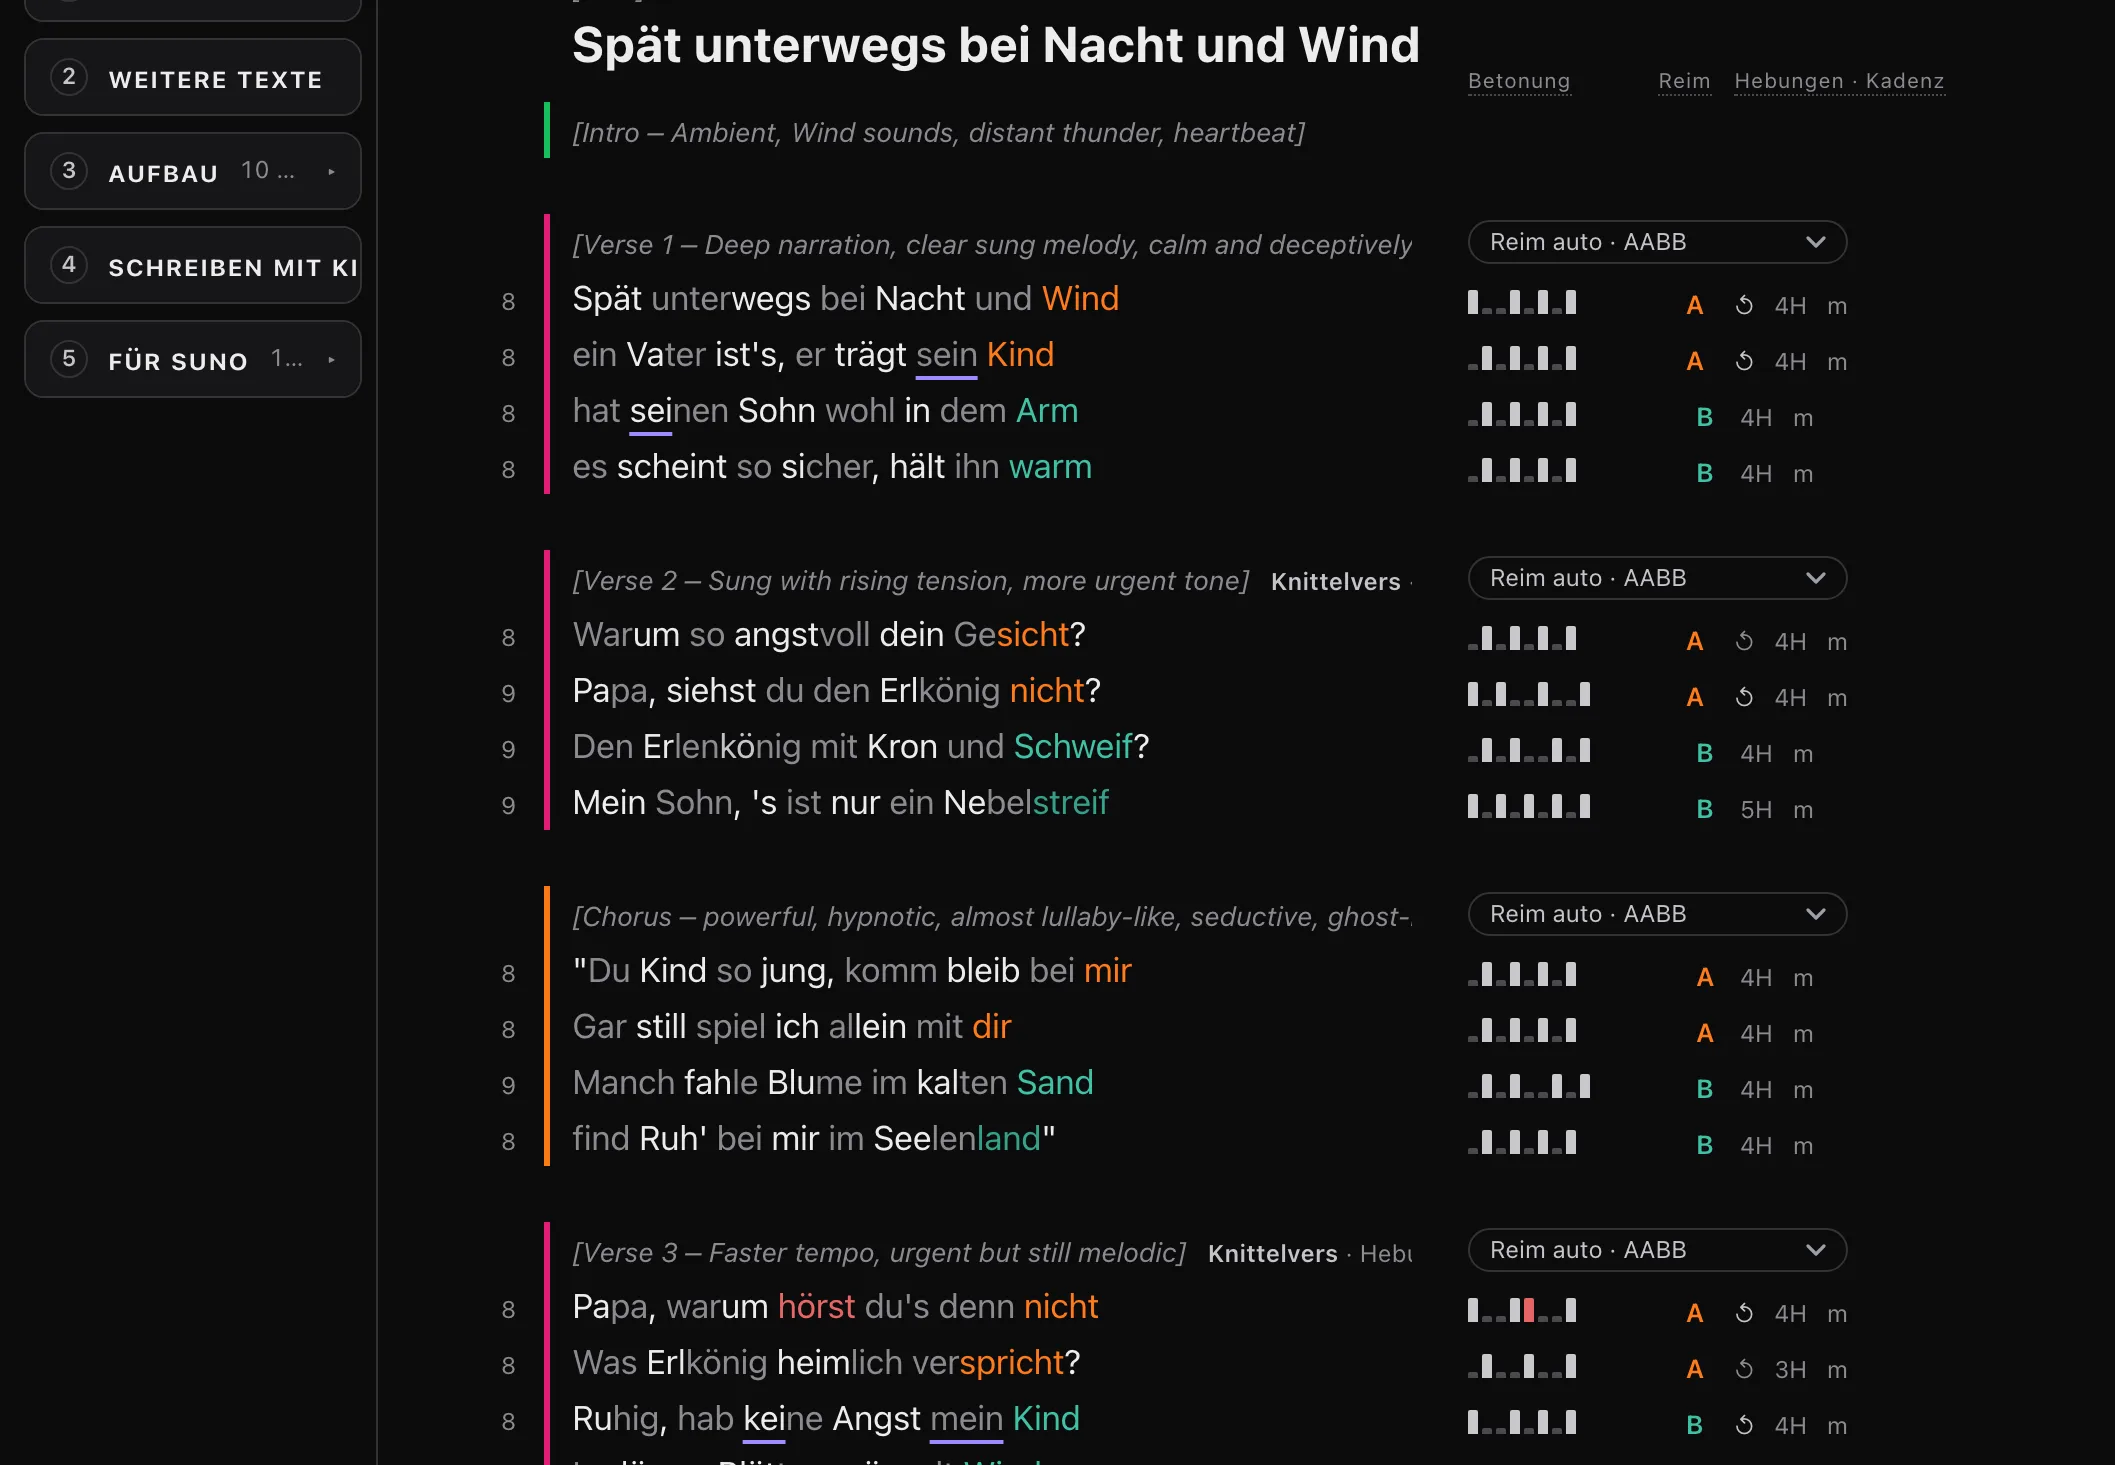 2 WEITERE TEXTE
3 AUFBAU 10 ... ▸
4 SCHREIBEN MIT KI
5 FÜR SUNO 1... ▸
Spät unterwegs bei Nacht und Wind
Betonung Reim Hebungen · Kadenz
[Intro – Ambient, Wind sounds, distant thunder, heartbeat]
[Verse 1 – Deep narration, clear sung melody, calm and deceptively
Reim auto · AABB
8 Spät unterwegs bei Nacht und Wind A 4H m
8 ein Vater ist's, er trägt sein Kind A 4H m
8 hat seinen Sohn wohl in dem Arm B 4H m
8 es scheint so sicher, hält ihn warm B 4H m
[Verse 2 – Sung with rising tension, more urgent tone] Knittelvers ·
Reim auto · AABB
8 Warum so angstvoll dein Gesicht? A 4H m
9 Papa, siehst du den Erlkönig nicht? A 4H m
9 Den Erlenkönig mit Kron und Schweif? B 4H m
9 Mein Sohn, 's ist nur ein Nebelstreif B 5H m
[Chorus – powerful, hypnotic, almost lullaby-like, seductive, ghost-
Reim auto · AABB
8 "Du Kind so jung, komm bleib bei mir A 4H m
8 Gar still spiel ich allein mit dir A 4H m
9 Manch fahle Blume im kalten Sand B 4H m
8 find Ruh' bei mir im Seelenland" B 4H m
[Verse 3 – Faster tempo, urgent but still melodic] Knittelvers · Hebu
Reim auto · AABB
8 Papa, warum hörst du's denn nicht A 4H m
8 Was Erlkönig heimlich verspricht? A 3H m
8 Ruhig, hab keine Angst mein Kind B 4H m